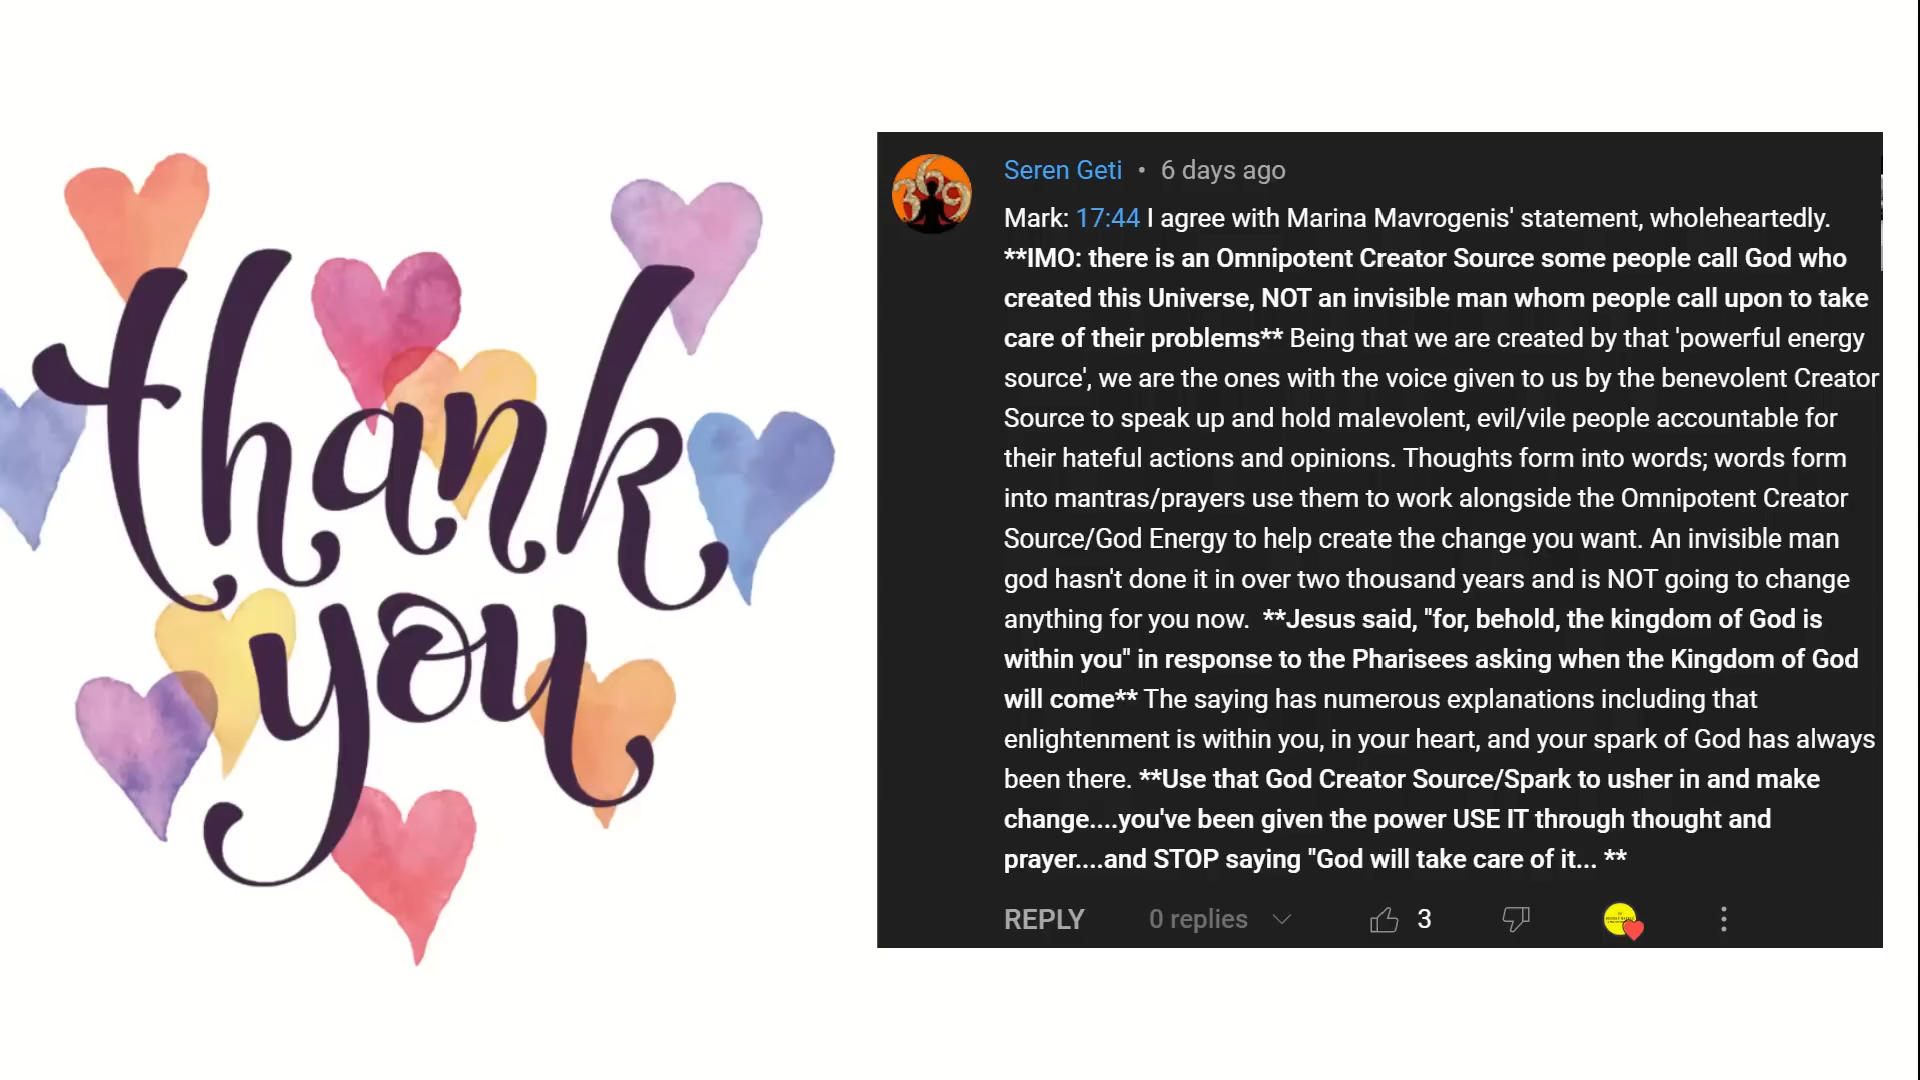 thank
you
369
Seren Geti • 6 days ago
Mark: 17:44 I agree with Marina Mavrogenis' statement, wholeheartedly.
**IMO: there is an Omnipotent Creator Source some people call God who
created this Universe, NOT an invisible man whom people call upon to take
care of their problems** Being that we are created by that 'powerful energy
source', we are the ones with the voice given to us by the benevolent Creator
Source to speak up and hold malevolent, evil/vile people accountable for
their hateful actions and opinions. Thoughts form into words; words form
into mantras/prayers use them to work alongside the Omnipotent Creator
Source/God Energy to help create the change you want. An invisible man
god hasn't done it in over two thousand years and is NOT going to change
anything for you now.  **Jesus said, "for, behold, the kingdom of God is
within you" in response to the Pharisees asking when the Kingdom of God
will come** The saying has numerous explanations including that
enlightenment is within you, in your heart, and your spark of God has always
been there. **Use that God Creator Source/Spark to usher in and make
change....you've been given the power USE IT through thought and
prayer....and STOP saying "God will take care of it... **
REPLY 0 replies 3